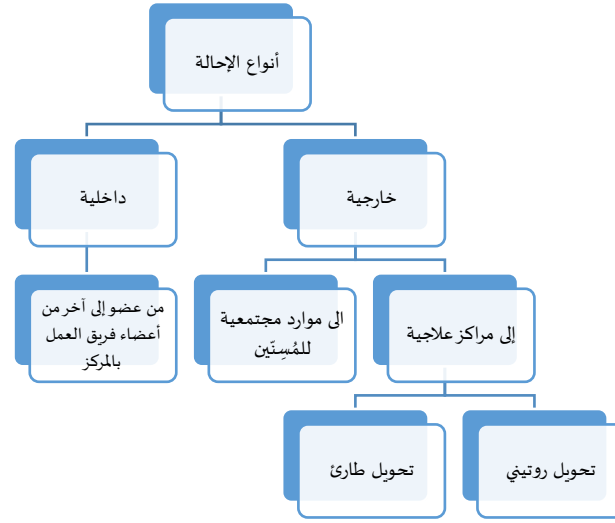 أنواع الإحالة
خارجية
داخلية
إلى مراكز علاجية
الى موارد مجتمعية
للمُسِنّين
من عضو إلى آخر من
أعضاء فريق العمل
بالمركز
تحويل روتيني
تحويل طارئ